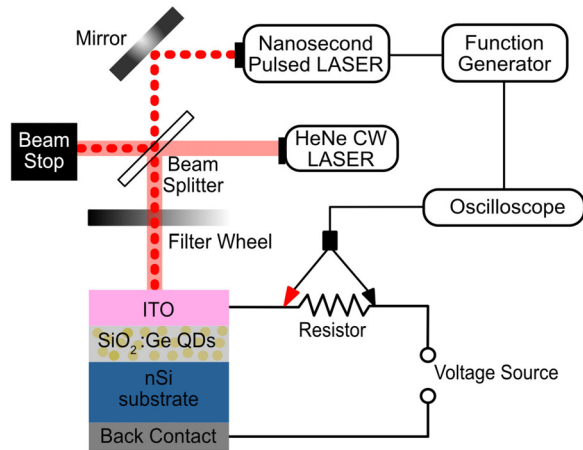 Mirror
Nanosecond
Pulsed LASER
Function
Generator
Beam
Stop
Beam
Splitter
HeNe CW
LASER
Filter Wheel
Oscilloscope
ITO
Resistor
SiO₂:Ge QDs
nSi
substrate
Voltage Source
Back Contact